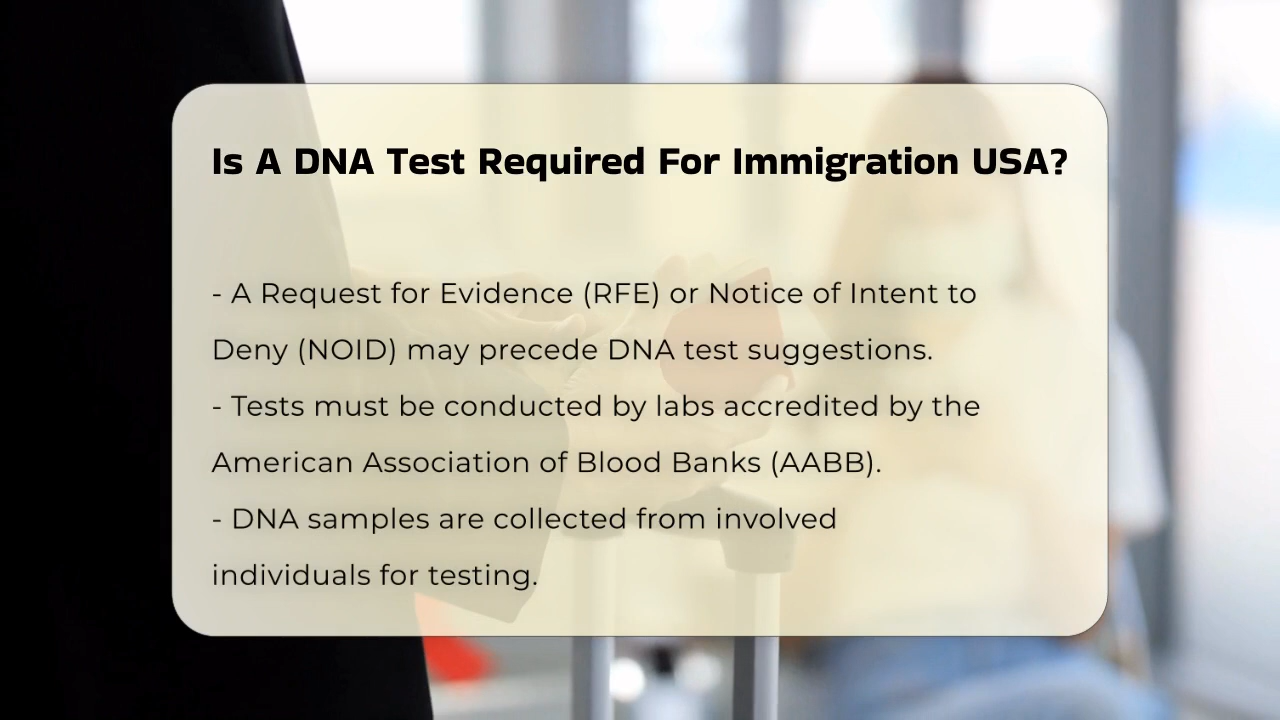 Is A DNA Test Required For Immigration USA?
- A Request for Evidence (RFE) or Notice of Intent to
Deny (NOID) may precede DNA test suggestions.
- Tests must be conducted by labs accredited by the
American Association of Blood Banks (AABB).
- DNA samples are collected from involved
individuals for testing.